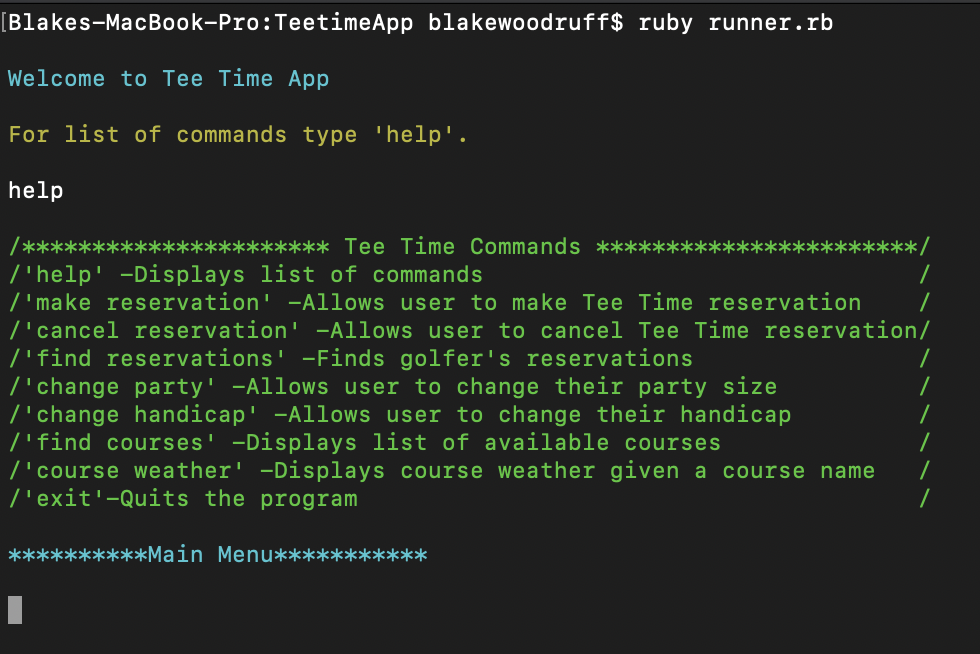 [Blakes-MacBook-Pro:TeetimeApp blakewoodruff$ ruby runner.rb
Welcome to Tee Time App
For list of commands type 'help'.
help
/********************** Tee Time Commands ***********************/
/'help' -Displays list of commands                               /
/'make reservation' -Allows user to make Tee Time reservation    /
/'cancel reservation' -Allows user to cancel Tee Time reservation/
/'find reservations' -Finds golfer's reservations                /
/'change party' -Allows user to change their party size          /
/'change handicap' -Allows user to change their handicap         /
/'find courses' -Displays list of available courses              /
/'course weather' -Displays course weather given a course name   /
/'exit'-Quits the program                                        /
**********Main Menu***********